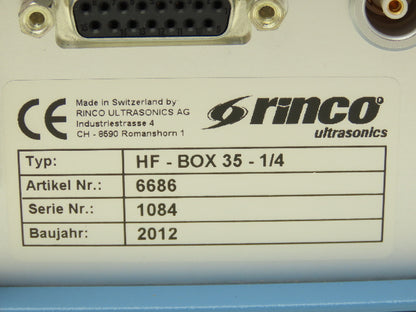 CE
Made in Switzerland by
RINCO ULTRASONICS AG
Industriestrasse 4
CH - 8590 Romanshorn 1
rinco
ultrasonics
Typ: HF - BOX 35 - 1/4
Artikel Nr.: 6686
Serie Nr.: 1084
Baujahr: 2012